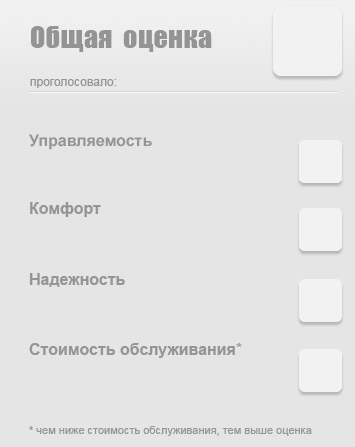 Общая оценка
проголосовало:
Управляемость
Комфорт
Надежность
Стоимость обслуживания*
* чем ниже стоимость обслуживания, тем выше оценка